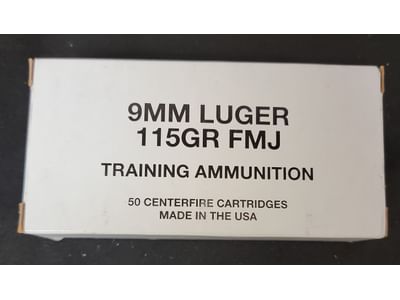 9MM LUGER
115GR FMJ
TRAINING AMMUNITION
50 CENTERFIRE CARTRIDGES
MADE IN THE USA